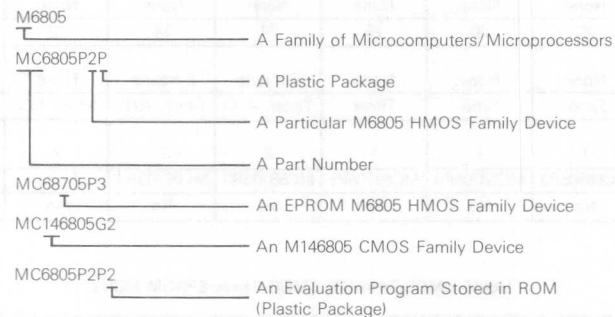 M6805
A Family of Microcomputers/Microprocessors
MC6805P2P
A Plastic Package
A Particular M6805 HMOS Family Device
A Part Number
MC68705P3
An EPROM M6805 HMOS Family Device
MC146805G2
An M146805 CMOS Family Device
MC6805P2P2
An Evaluation Program Stored in ROM
(Plastic Package)